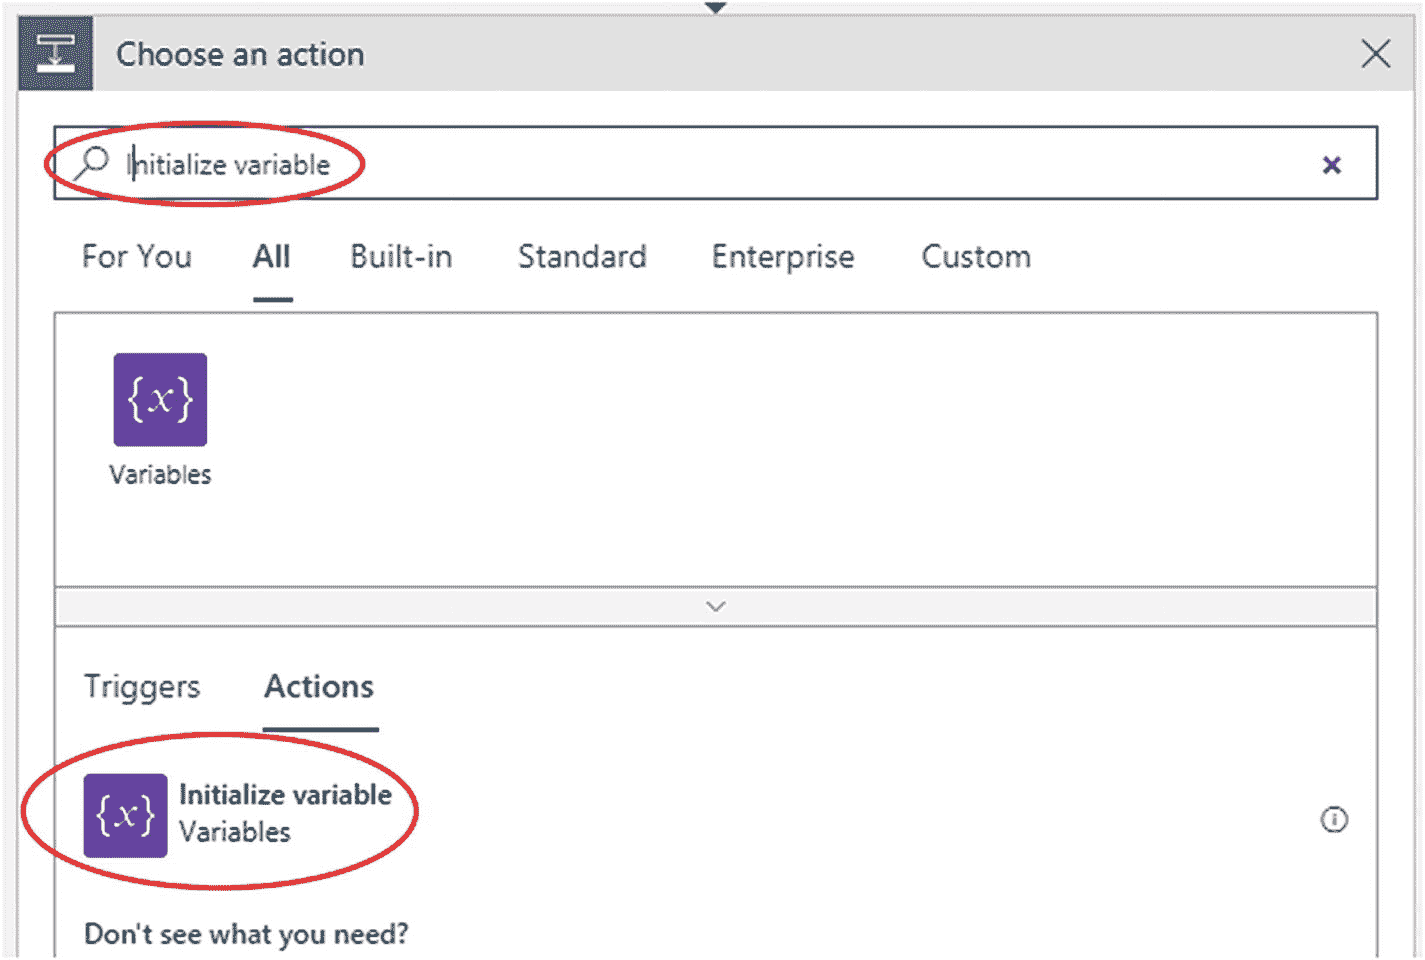 Choose an action
Initialize variable
For You All Built-in Standard Enterprise Custom
{x}
Variables
Triggers Actions
{x} Initialize variable
Variables
Don't see what you need?